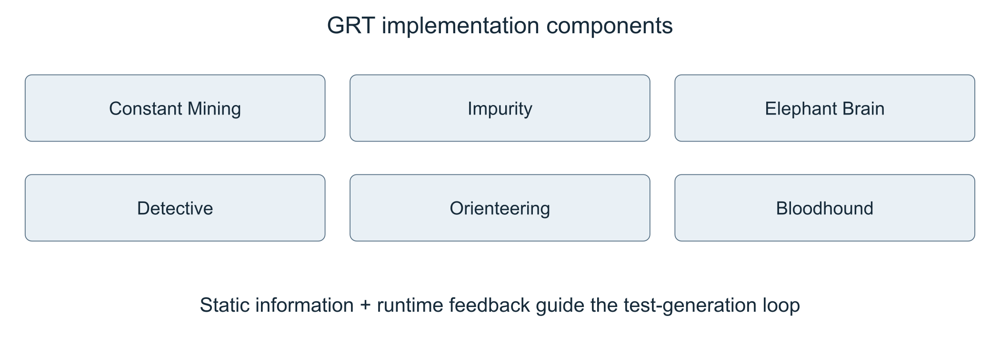 GRT implementation components
Constant Mining
Impurity
Elephant Brain
Detective
Orienteering
Bloodhound
Static information + runtime feedback guide the test-generation loop